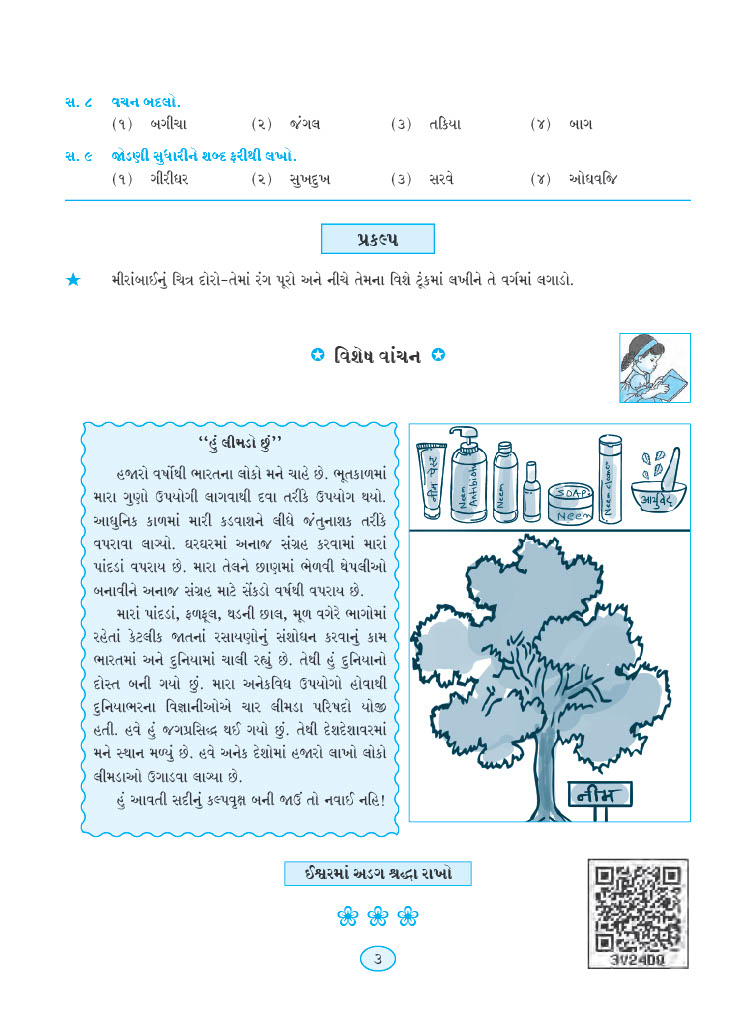 સ. ૮ વચન બદલો.
(૧) બગીચા (૨) જંગલ (૩) તકિયા (૪) બાગ
સ. ૯ જોડણી સુધારીને શબ્દ ફરીથી લખો.
(૧) ગીરીધર (૨) સુખદુખ (૩) સરવે (૪) ઓધવજિ
પ્રકલ્પ
★ મીરાંબાઈનું ચિત્ર દોરો-તેમાં રંગ પૂરો અને નીચે તેમના વિશે ટૂંકમાં લખીને તે વર્ગમાં લગાડો.
વિશેષ વાંચન
‘‘હું લીમડો છું’’
હજારો વર્ષોથી ભારતના લોકો મને ચાહે છે. ભૂતકાળમાં
મારા ગુણો ઉપયોગી લાગવાથી દવા તરીકે ઉપયોગ થયો.
આધુનિક કાળમાં મારી કડવાશને લીધે જંતુનાશક તરીકે
વપરાવા લાગ્યો. ઘરઘરમાં અનાજ સંગ્રહ કરવામાં મારાં
પાંદડાં વપરાય છે. મારા તેલને છાણમાં ભેળવી થેપલીઓ
બનાવીને અનાજ સંગ્રહ માટે સેંકડો વર્ષથી વપરાય છે.
મારાં પાંદડાં, ફળફૂલ, થડની છાલ, મૂળ વગેરે ભાગોમાં
રહેતાં કેટલીક જાતનાં રસાયણોનું સંશોધન કરવાનું કામ
ભારતમાં અને દુનિયામાં ચાલી રહ્યું છે. તેથી હું દુનિયાનો
દોસ્ત બની ગયો છું. મારા અનેકવિધ ઉપયોગો હોવાથી
દુનિયાભરના વિજ્ઞાનીઓએ ચાર લીમડા પરિષદો યોજી
હતી. હવે હું જગપ્રસિદ્ધ થઈ ગયો છું. તેથી દેશદેશાવરમાં
મને સ્થાન મળ્યું છે. હવે અનેક દેશોમાં હજારો લાખો લોકો
લીમડાઓ ઉગાડવા લાગ્યા છે.
હું આવતી સદીનું કલ્પવૃક્ષ બની જાઉં તો નવાઈ નહિ!
नीम पेस्ट
Neem
Neem
SOAP
Neem
Neem cleaner
आयुर्वेद
नीम
ઈશ્વરમાં અડગ શ્રદ્ધા રાખો
૩
3V24DQ